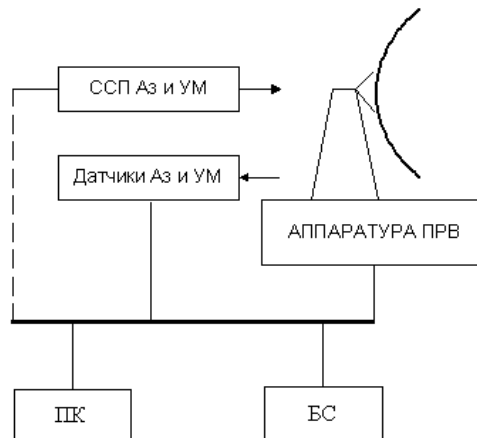 ССП Аз и УМ
Датчики Аз и УМ
АППАРАТУРА ПРВ
ПК
БС